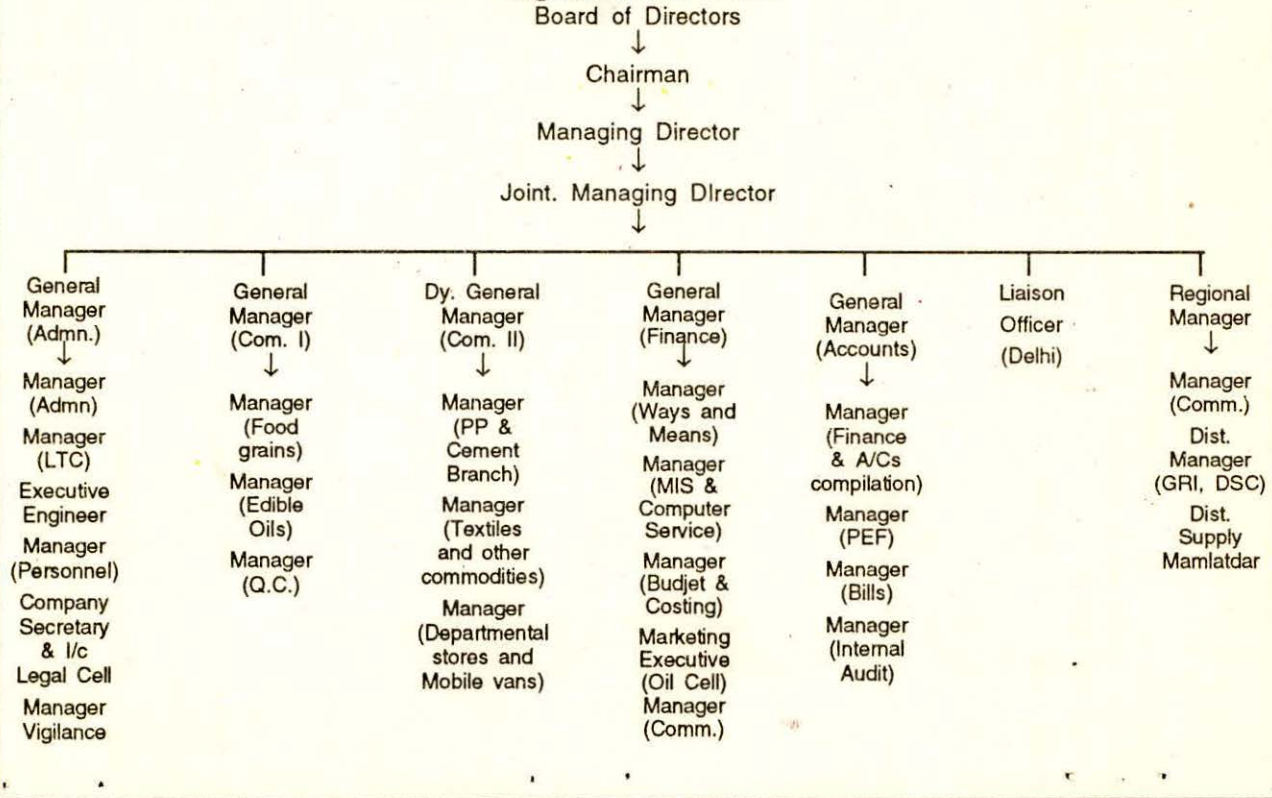 Board of Directors
Chairman
Managing Director
Joint. Managing DIrector
General
Manager
(Admn.)
Manager
(Admn)
Manager
(LTC)
Executive
Engineer
Manager
(Personnel)
Company
Secretary
& I/c
Legal Cell
Manager
Vigilance
General
Manager
(Com. I)
Manager
(Food
grains)
Manager
(Edible
Oils)
Manager
(Q.C.)
Dy. General
Manager
(Com. II)
Manager
(PP &
Cement
Branch)
Manager
(Textiles
and other
commodities)
Manager
(Departmental
stores and
Mobile vans)
General
Manager
(Finance)
Manager
(Ways and
Means)
Manager
(MIS &
Computer
Service)
Manager
(Budjet &
Costing)
Marketing
Executive
(Oil Cell)
Manager
(Comm.)
General
Manager
(Accounts)
Manager
(Finance
& A/Cs
compilation)
Manager
(PEF)
Manager
(Bills)
Manager
(Internal
Audit)
Liaison
Officer
(Delhi)
Regional
Manager
Manager
(Comm.)
Dist.
Manager
(GRI, DSC)
Dist.
Supply
Mamlatdar